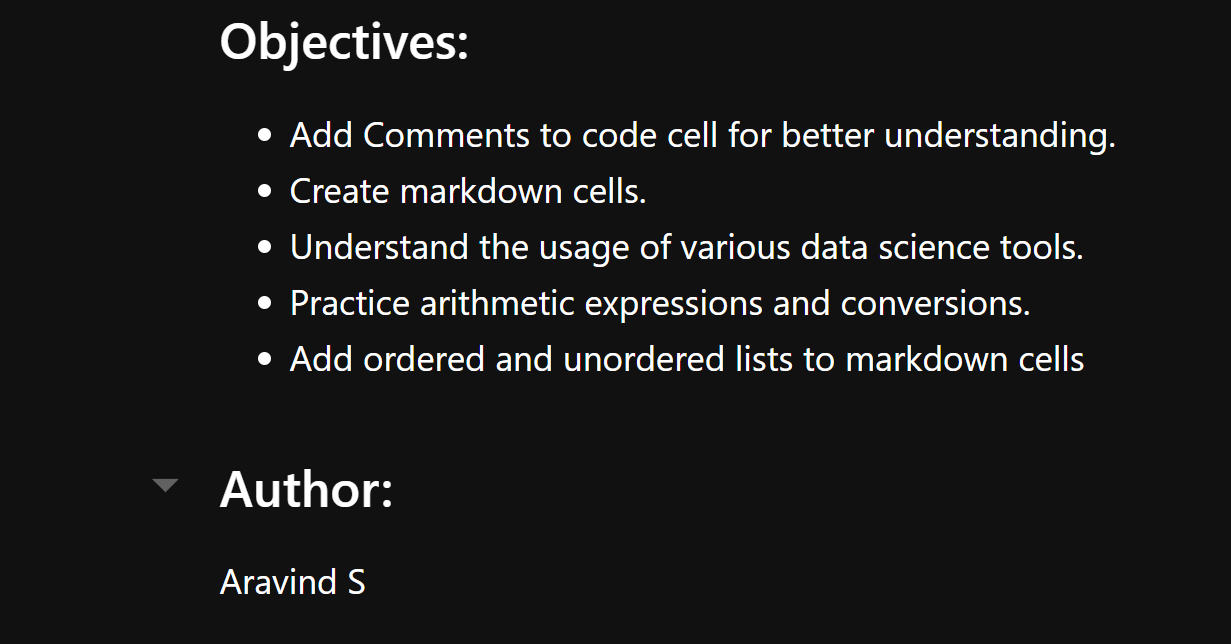 Objectives:
Add Comments to code cell for better understanding.
Create markdown cells.
Understand the usage of various data science tools.
Practice arithmetic expressions and conversions.
Add ordered and unordered lists to markdown cells
Author:
Aravind S